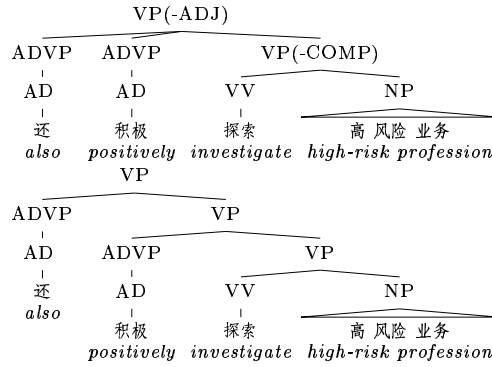 VP(-ADJ)
ADVP ADVP VP(-COMP)
AD AD VV NP
还 积极 探索 高 风险 业务
also positively investigate high-risk profession
VP
ADVP VP
AD ADVP VP
还 AD VV NP
also
积极 探索 高 风险 业务
positively investigate high-risk profession